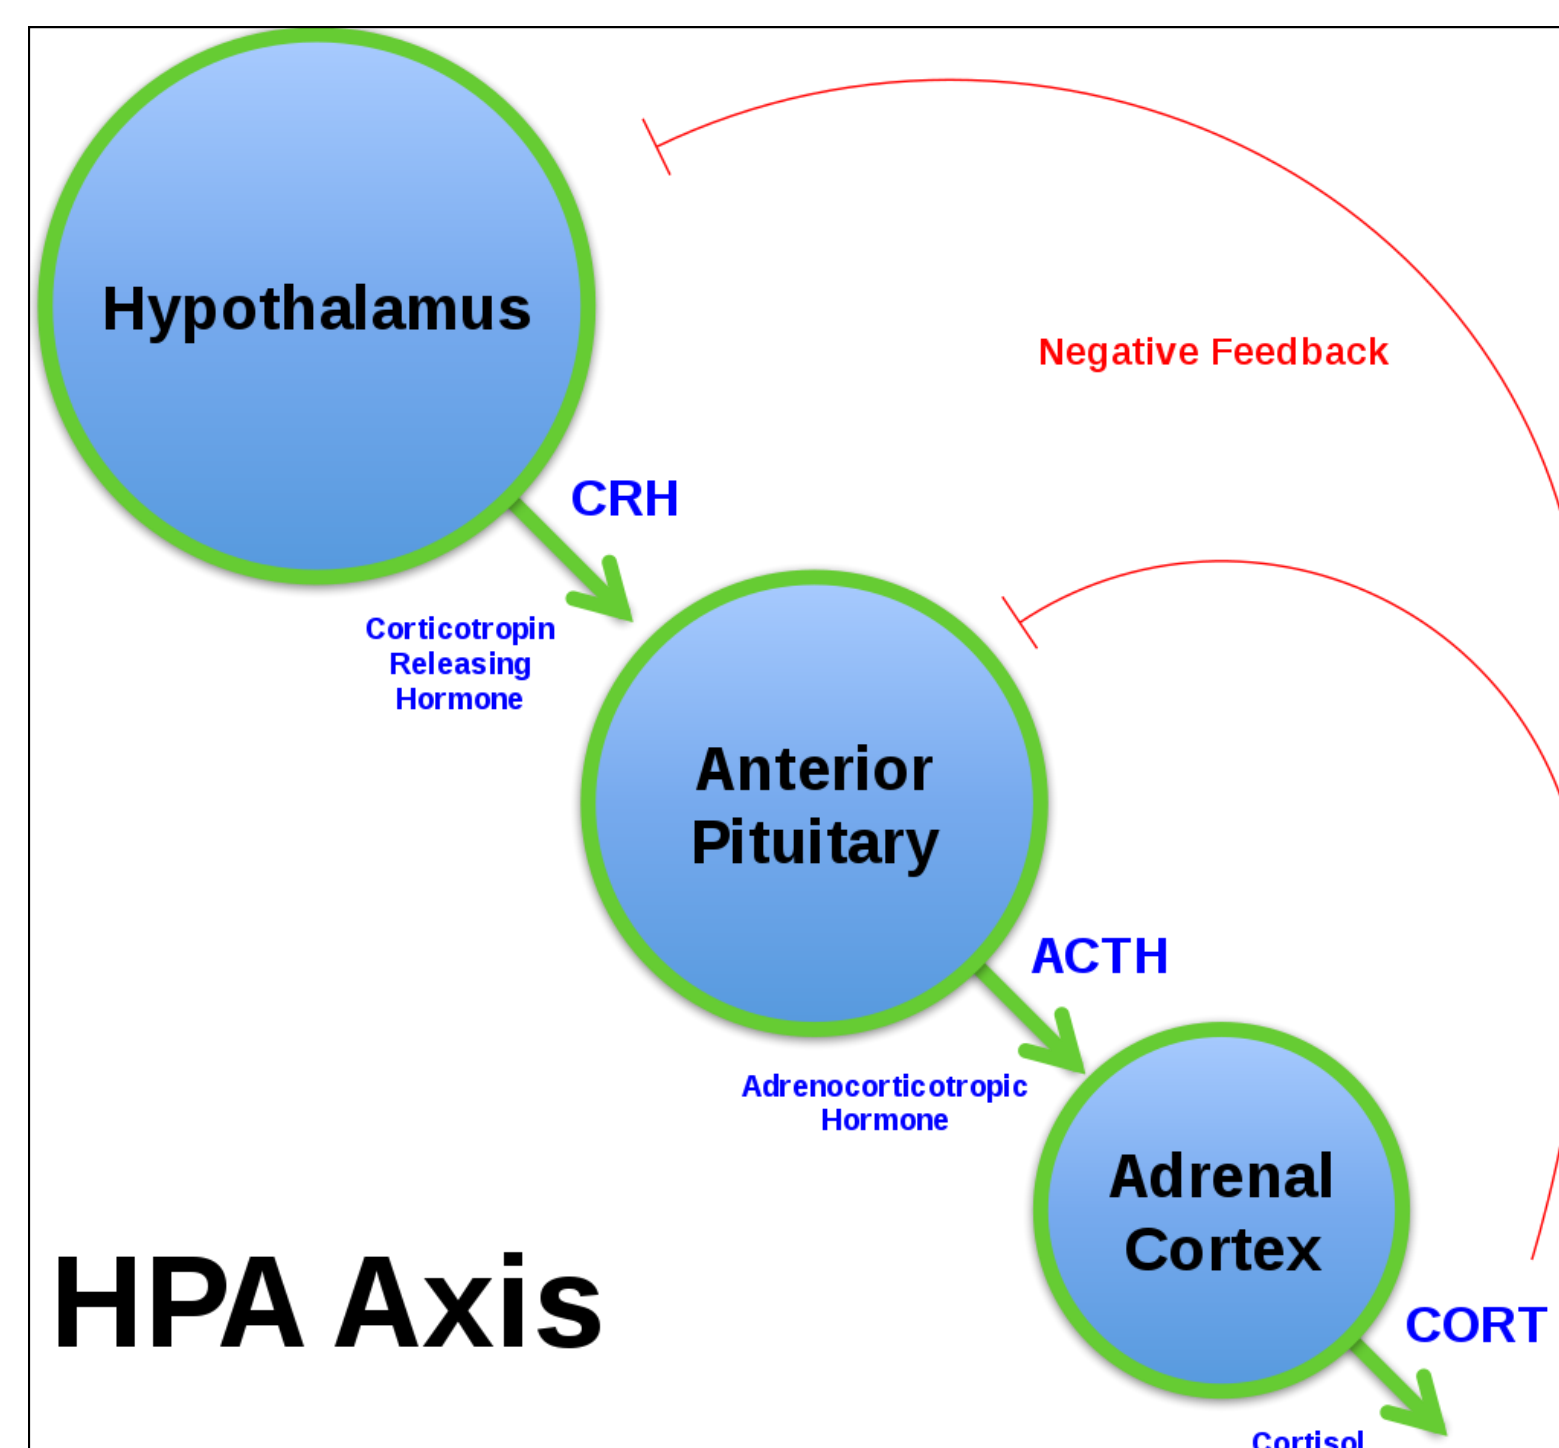 Hypothalamus
Negative Feedback
CRH
Corticotropin
Releasing
Hormone
Anterior
Pituitary
ACTH
Adrenocorticotropic
Hormone
Adrenal
Cortex
HPA Axis
CORT
Cortisol